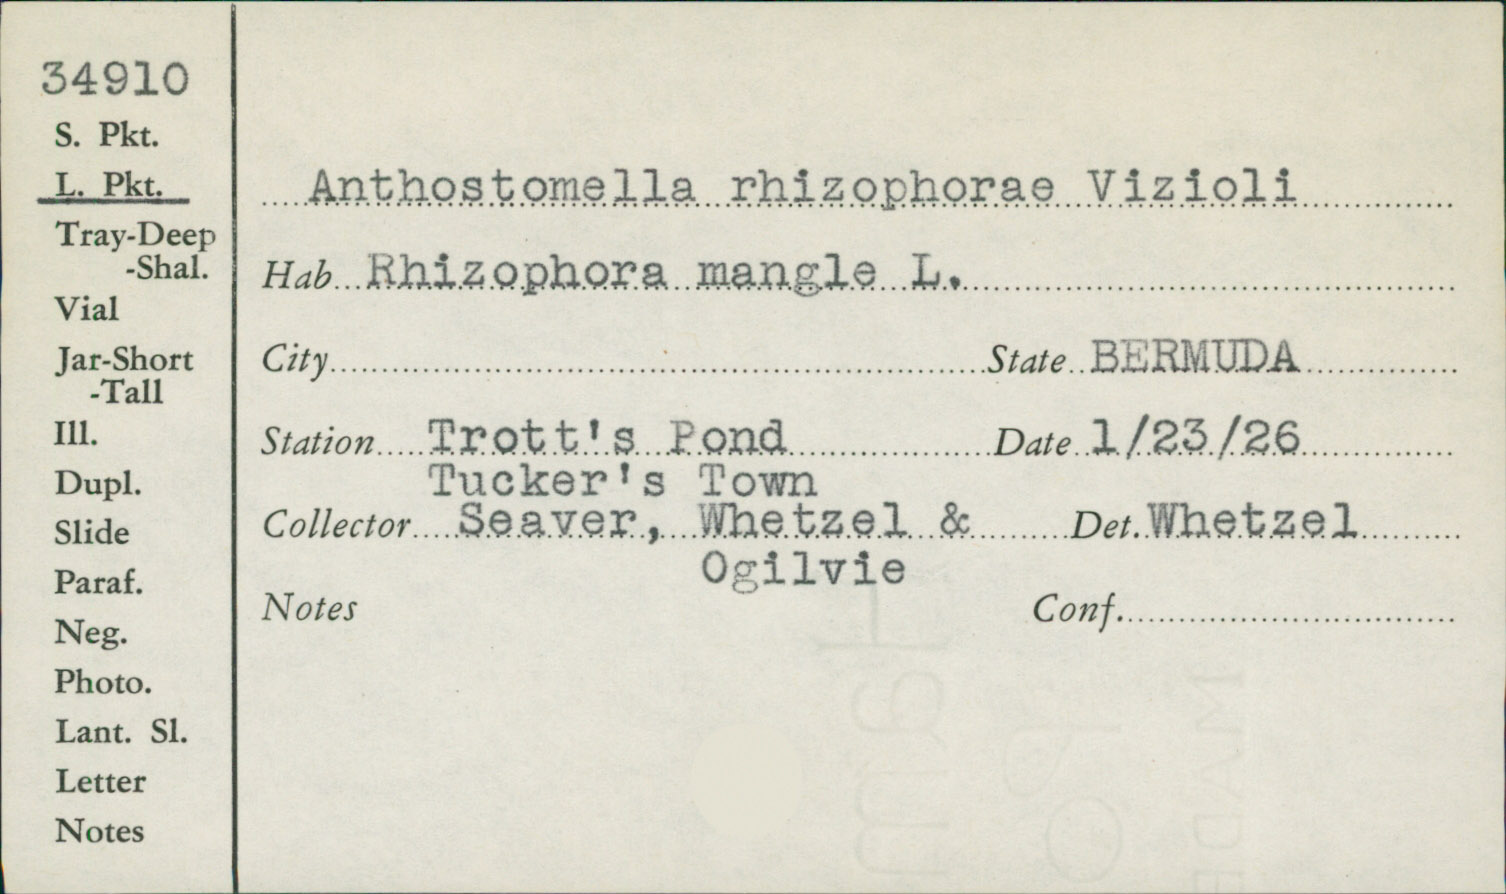 34910
S. Pkt.
L. Pkt.
Tray-Deep
-Shal.
Vial
Jar-Short
-Tall
Ill.
Dupl.
Slide
Paraf.
Neg.
Photo.
Lant. Sl.
Letter
Notes
Anthostomella rhizophorae Vizioli
Hab Rhizophora mangle L.
City State BERMUDA
Station Trott's Pond Date 1/23/26
Tucker's Town
Collector Seaver, Whetzel & Det. Whetzel
Ogilvie
Notes Conf.